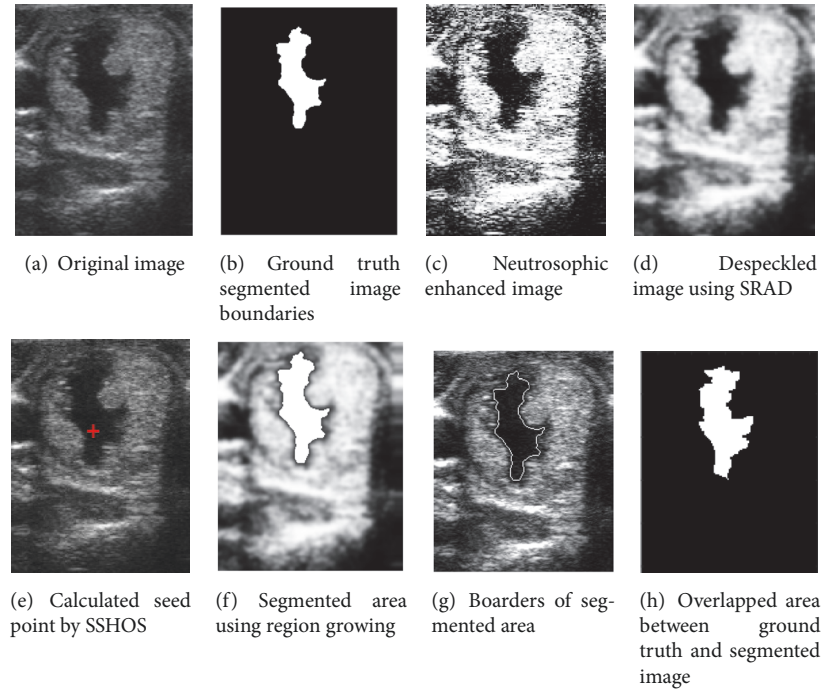 (a) Original image
(b) Ground truth
segmented image
boundaries
(c) Neutrosophic
enhanced image
(d) Despeckled
image using SRAD
(e) Calculated seed
point by SSHOS
(f) Segmented area
using region growing
(g) Boarders of seg-
mented area
(h) Overlapped area
between ground
truth and segmented
image